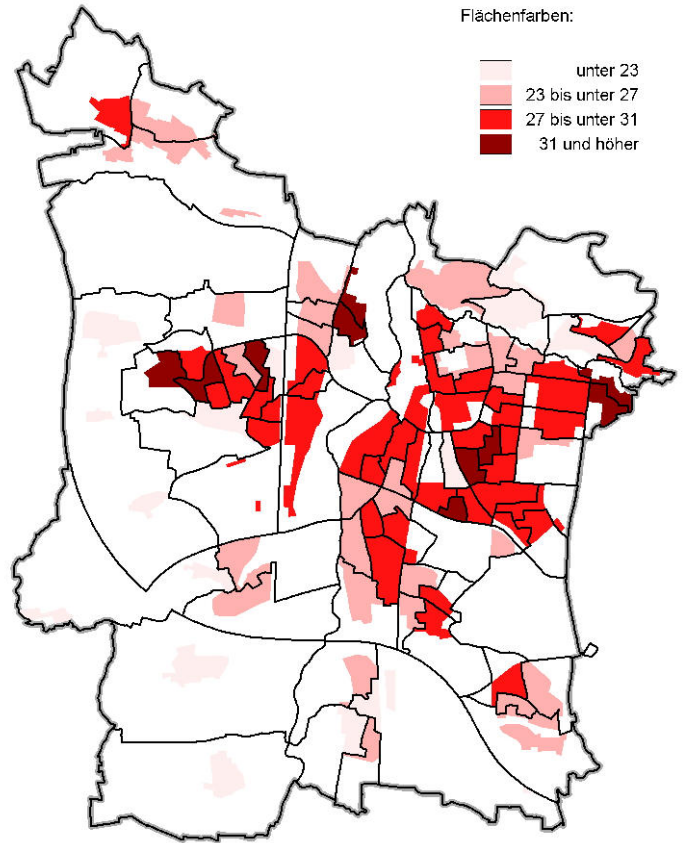 Flächenfarben:
unter 23
23 bis unter 27
27 bis unter 31
31 und höher